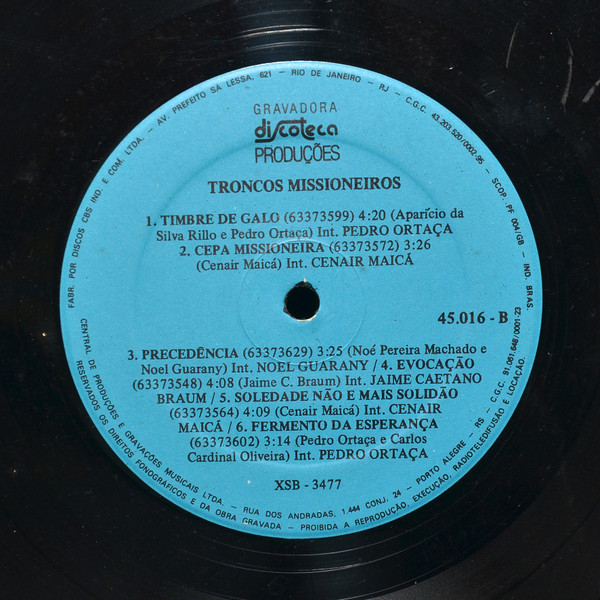 GRAVADORA
discoteca
PRODUÇÕES
TRONCOS MISSIONEIROS
1. TIMBRE DE GALO (63373599) 4:20 (Aparício da
Silva Rillo e Pedro Ortaça) Int. PEDRO ORTAÇA
2. CEPA MISSIONEIRA (63373572) 3:26
(Cenair Maicá) Int. CENAIR MAICÁ
45.016 - B
3. PRECEDÊNCIA (63373629) 3:25 (Noé Pereira Machado e
Noel Guarany) Int. NOEL GUARANY / 4. EVOCAÇÃO
(63373548) 4:08 (Jaime C. Braum) Int. JAIME CAETANO
BRAUM / 5. SOLEDADE NÃO E MAIS SOLIDÃO
(63373564) 4:09 (Cenair Maicá) Int. CENAIR
MAICÁ / 6. FERMENTO DA ESPERANÇA
(63373602) 3:14 (Pedro Ortaça e Carlos
Cardinal Oliveira) Int. PEDRO ORTAÇA
XSB - 3477
FABR. POR DISCOS CBS IND. E COM. LTDA. - AV. PREFEITO SA LESSA, 621 - RIO DE JANEIRO - RJ - C.G.C. 43.203.520/0002-95 - SCDP. PF 004/GB - IND. BRAS.
CENTRAL DE PRODUÇÕES E GRAVAÇÕES MUSICAIS LTDA. - RUA DOS ANDRADAS, 1.444 CONJ. 24 - PORTO ALEGRE - RS - C.G.C. 91.061.648/0001-23
RESERVADOS OS DIREITOS FONOGRÁFICOS E DA OBRA GRAVADA - PROIBIDA A REPRODUÇÃO, EXECUÇÃO, RADIOTELEDIFUSÃO E LOCAÇÃO.